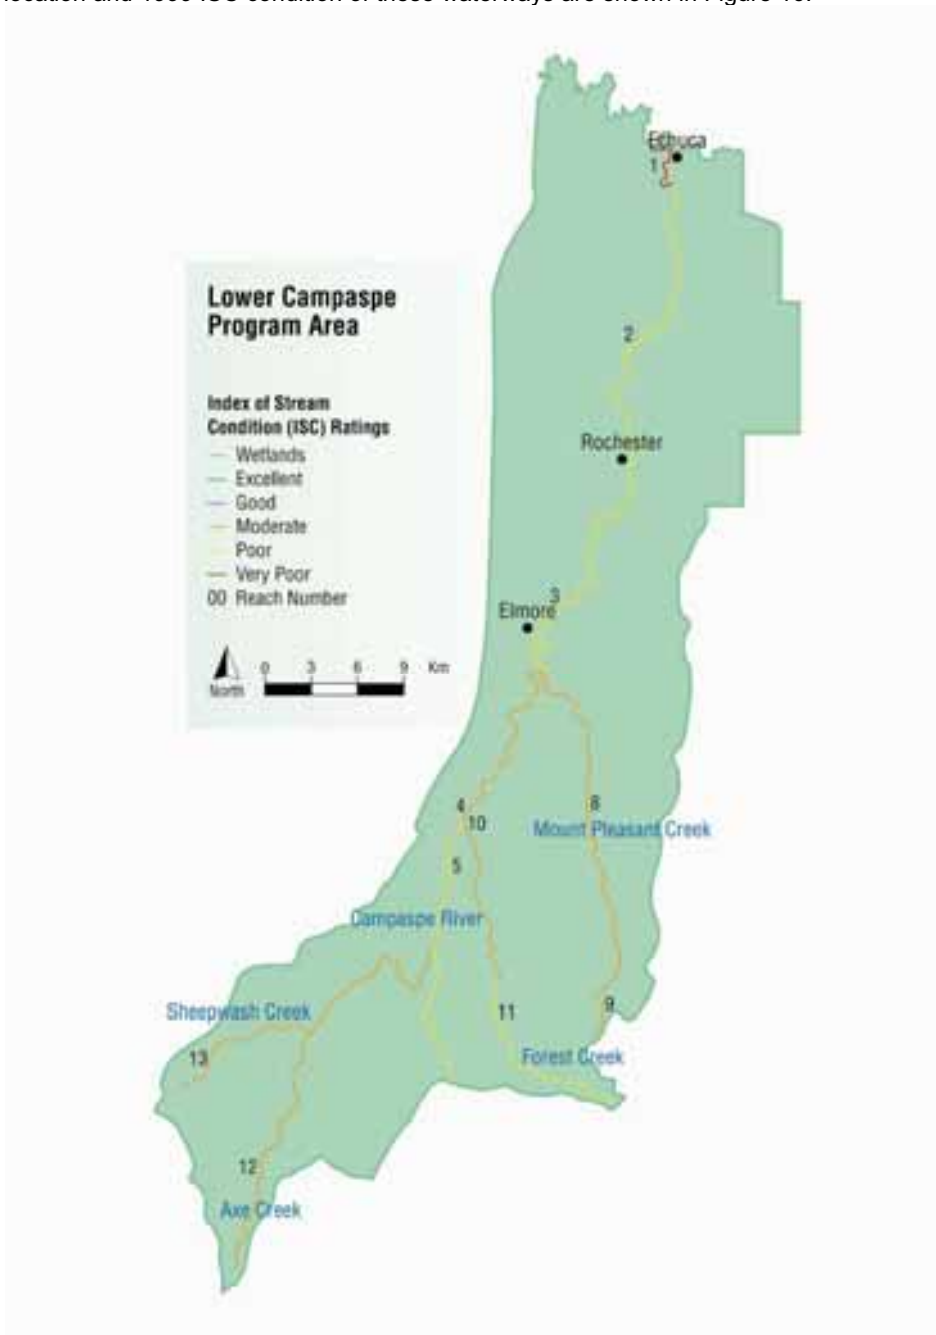 Echuca
1
Lower Campaspe
Program Area
2
Index of Stream
Condition (ISC) Ratings
Wetlands
Excellent
Good
Moderate
Poor
Very Poor
00 Reach Number
Rochester
3
Elmore
0 3 6 9 Km
North
4
10
8
Mount Pleasant Creek
5
Campaspe River
Sheepwash Creek
11
9
13
Forest Creek
12
Axe Creek